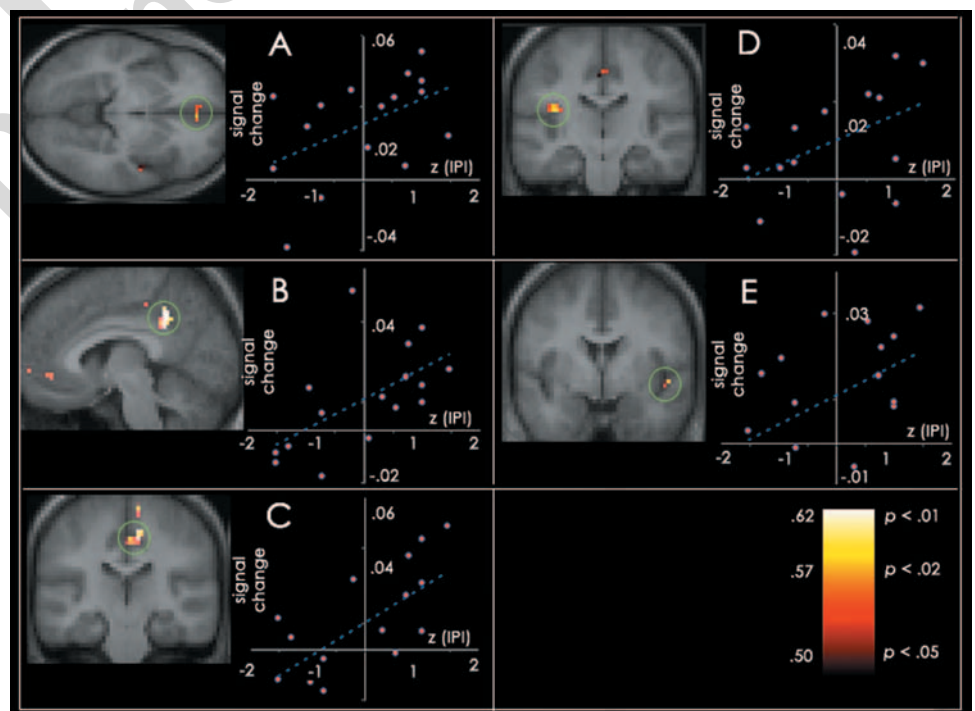 A
.06
signal
change
.02
z (IPI)
-2
-1
1
2
-.04
D
.04
signal
change
.02
z (IPI)
-2
-1
1
2
-.02
B
.04
signal
change
z (IPI)
-2
-1
1
2
-.02
E
.03
signal
change
z (IPI)
-2
-1
1
2
-.01
C
.06
signal
change
.04
z (IPI)
-2
-1
1
2
.62
p < .01
.57
p < .02
.50
p < .05